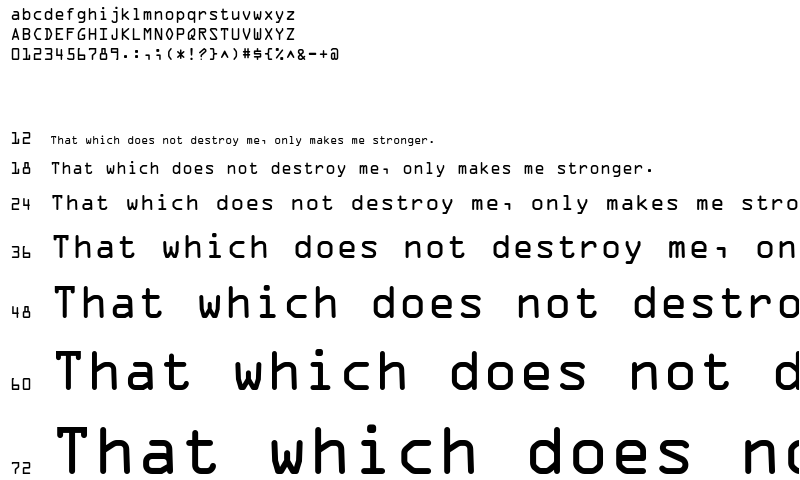 abcdefghijklmnopqrstuvwxyz
ABCDEFGHIJKLMNOPQRSTUVWXYZ
0123456789.:,;(*!?}^)#${%^&-+@
12 That which does not destroy me, only makes me stronger.
18 That which does not destroy me, only makes me stronger.
24 That which does not destroy me, only makes me stro
36 That which does not destroy me, on
48 That which does not destro
60 That which does not d
72 That which does no